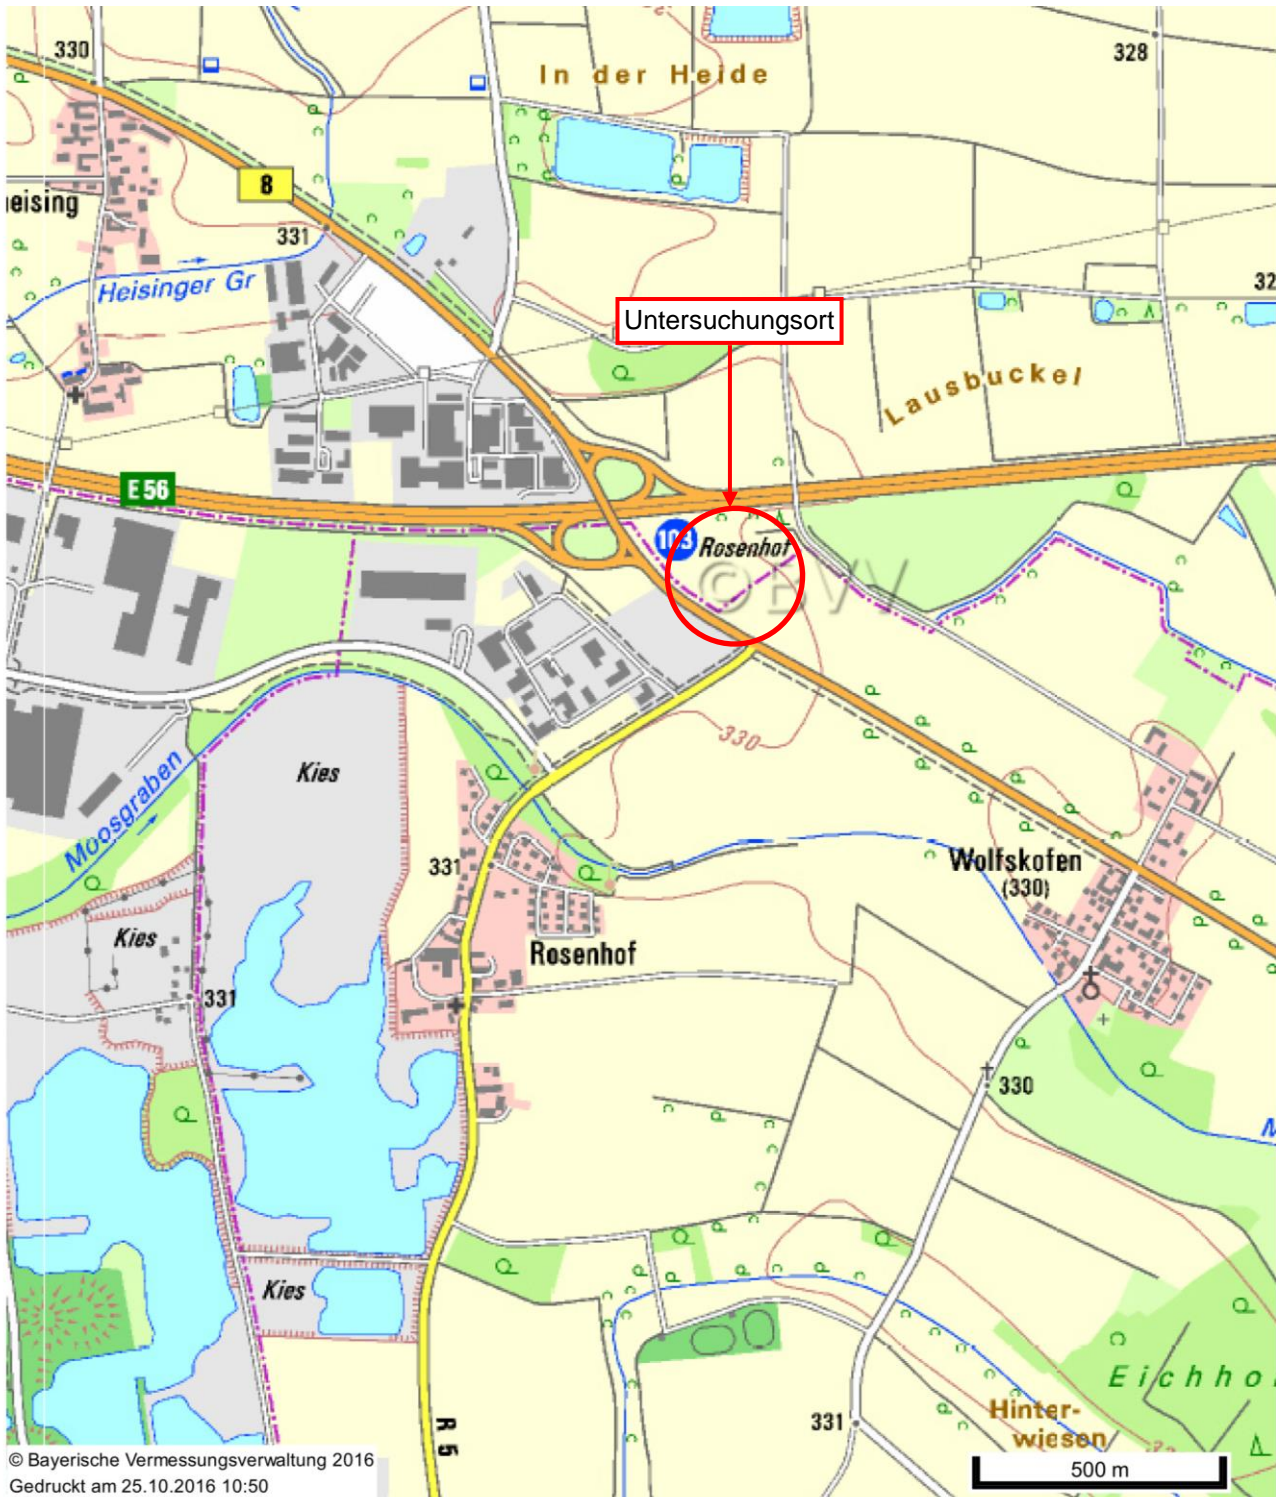 330
328
In der Heide
8
eising
331
Heisinger Gr
32
Untersuchungsort
Lausbuckel
E 56
103
Rosenhof
©BVV
330
Moosgraben
Kies
331
Wolfskofen
(330)
Kies
Rosenhof
331
330
M
Kies
Eichho
Hinter-
wiesen
331
R 5
500 m
© Bayerische Vermessungsverwaltung 2016
Gedruckt am 25.10.2016 10:50